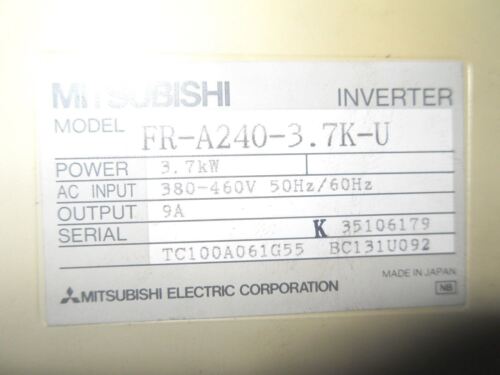 MITSUBISHI INVERTER
MODEL FR-A240-3.7K-U
POWER 3.7kW
AC INPUT 380-460V 50Hz/60Hz
OUTPUT 9A
SERIAL K 35106179
TC100A061G55 BC131U092
MADE IN JAPAN
MITSUBISHI ELECTRIC CORPORATION NB